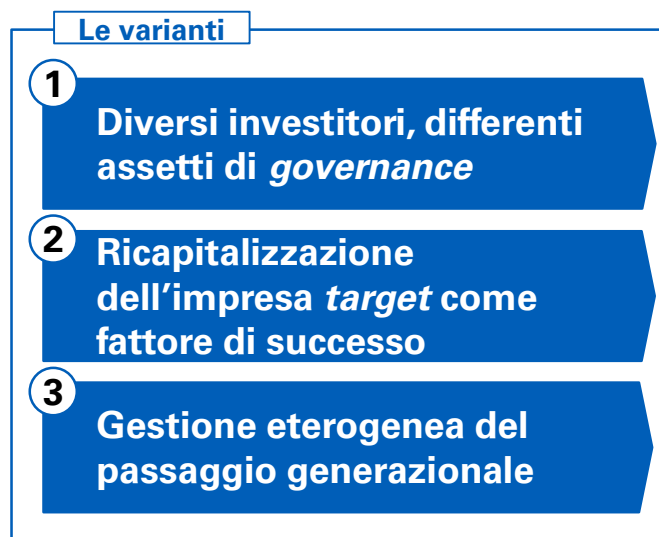 Le varianti
1
Diversi investitori, differenti
assetti di governance
2
Ricapitalizzazione
dell'impresa target come
fattore di successo
3
Gestione eterogenea del
passaggio generazionale